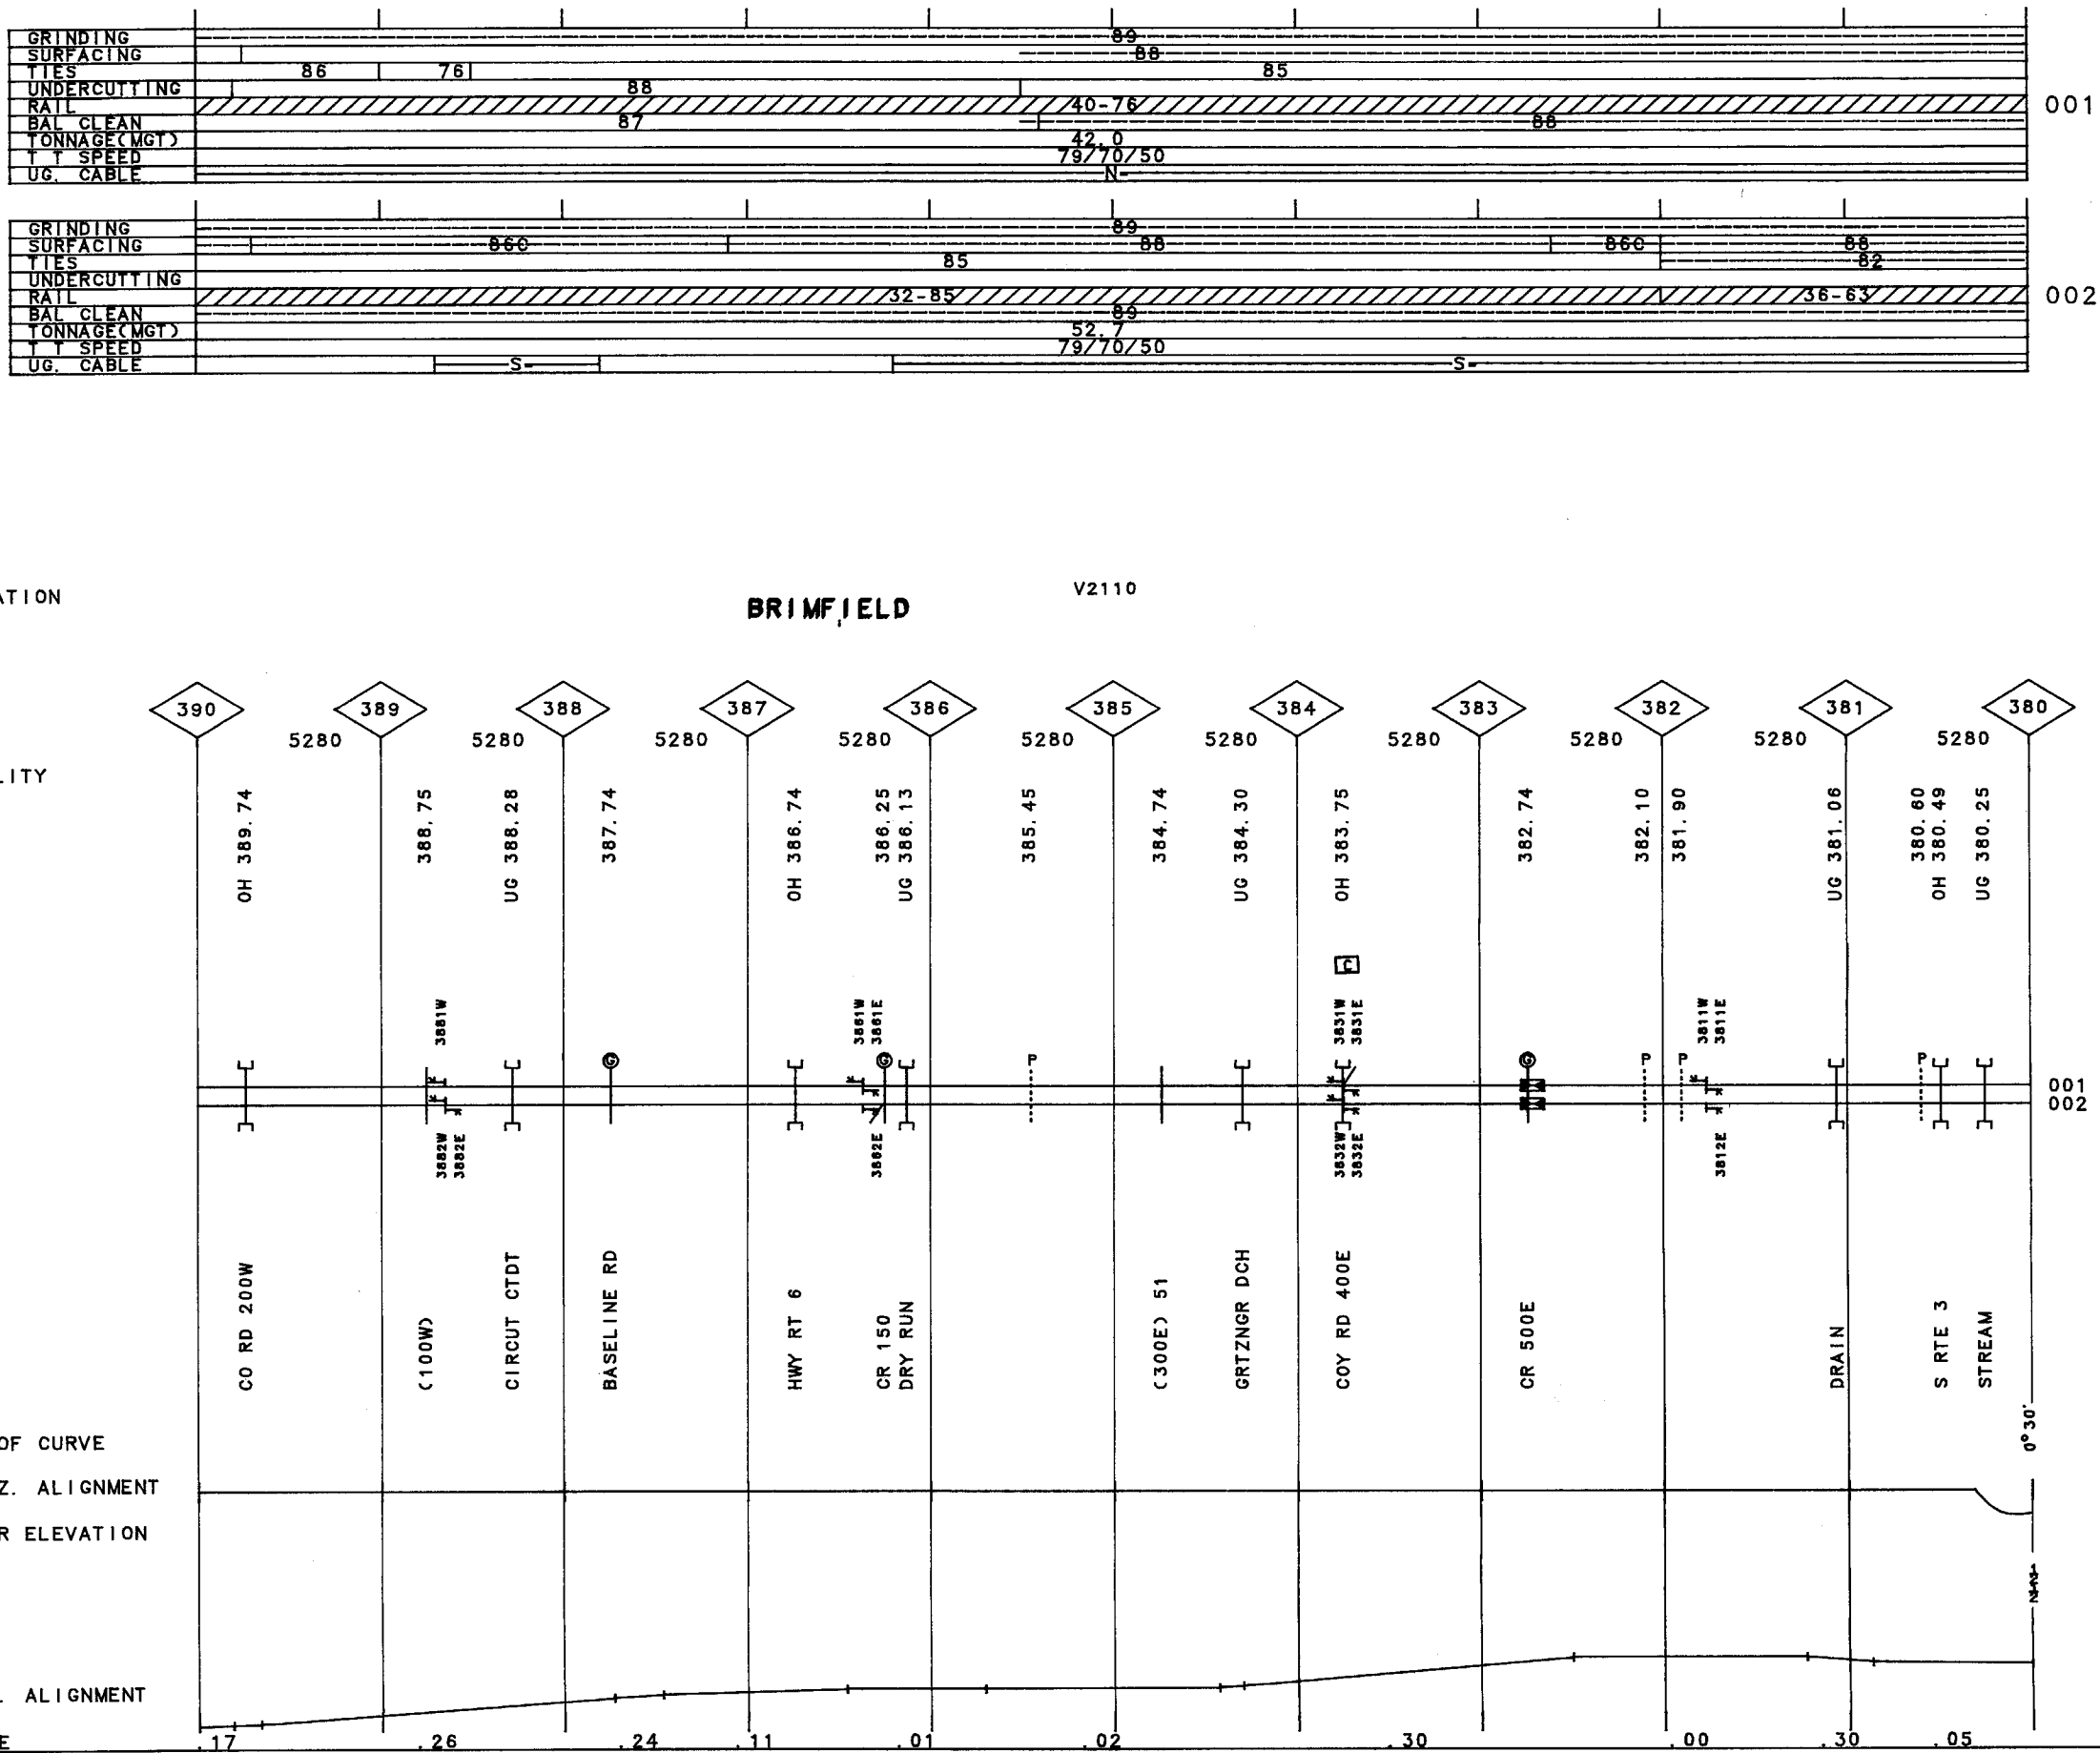 GRINDING 89
SURFACING 88
TIES 86 76 85
UNDERCUTTING 88
RAIL 40-76 001
BAL CLEAN 87 88
TONNAGE(MGT) 42.0
T T SPEED 79/70/50
UG. CABLE N
GRINDING 89
SURFACING 86C 88 86C 88
TIES 85 82
UNDERCUTTING
RAIL 32-85 36-63 002
BAL CLEAN 89
TONNAGE(MGT) 52.7
T T SPEED 79/70/50
UG. CABLE S- S-
V2110
ATION
BRIMFIELD
390 389 388 387 386 385 384 383 382 381 380
5280 5280 5280 5280 5280 5280 5280 5280 5280 5280
LITY
OH 389.74
388.75
UG 388.28
387.74
OH 386.74
386.25
UG 386.13
385.45
384.74
UG 384.30
OH 383.75
382.74
382.10
381.90
UG 381.06
380.60
OH 380.49
UG 380.25
C
3881W
3861W
3861E
3831W
3831E
3811W
3811E
G G P G P P P
001
002
3882W
3882E
3862E
3832W
3832E
3812E
CO RD 200W
(100W)
CIRCUT CTDT
BASELINE RD
HWY RT 6
CR 150
DRY RUN
(300E) 51
GRTZNGR DCH
COY RD 400E
CR 500E
DRAIN
S RTE 3
STREAM
0°30'
OF CURVE
Z. ALIGNMENT
R ELEVATION
. ALIGNMENT
E .17 .26 .24 .11 .01 .02 .30 .00 .30 .05